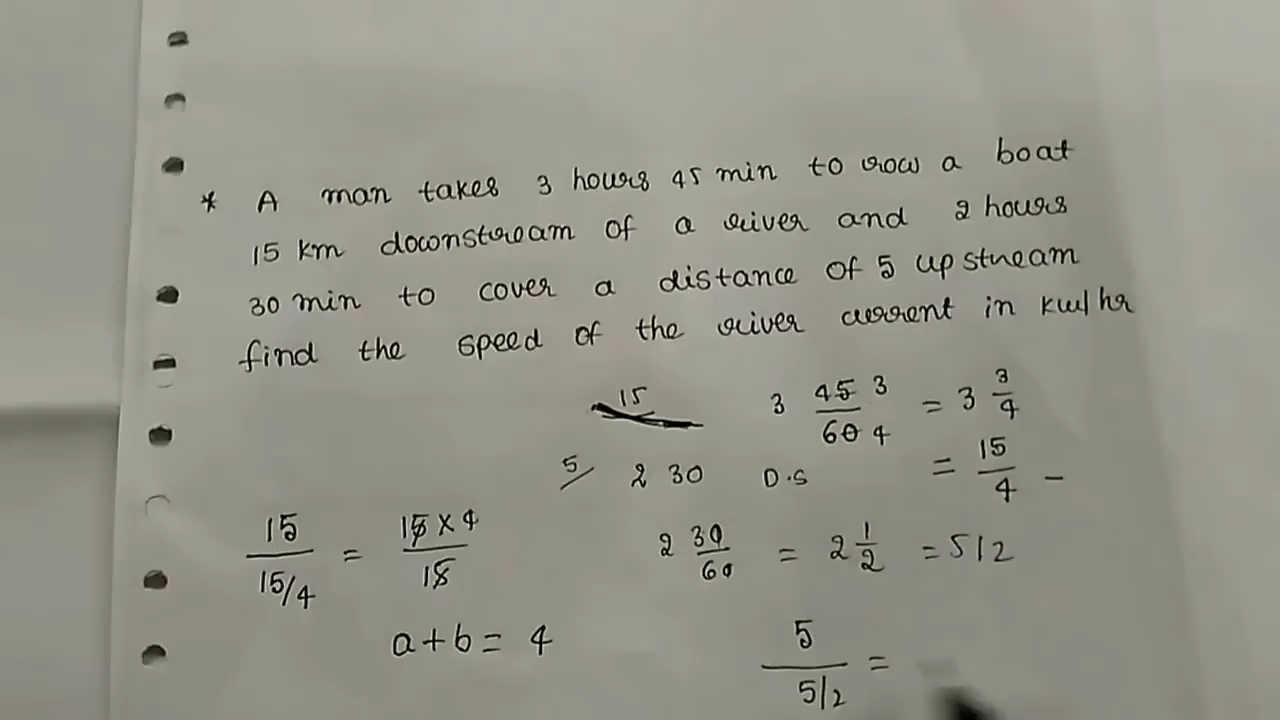 * A man takes 3 hours 45 min to row a boat
15 km downstream of a river and 2 hours
30 min to cover a distance of 5 upstream
find the speed of the river current in km/hr
15
3 45/60 3 4 = 3 3/4
5/ 2 30 D.S = 15/4 -
15 / 15/4 = 15 x 4 / 15
2 30/60 = 2 1/2 = 5/2
a + b = 4
5 / 5/2 =